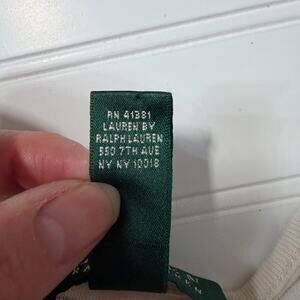 RN 41381
LAUREN BY
RALPH LAUREN
550 7TH AVE
NY NY 10018